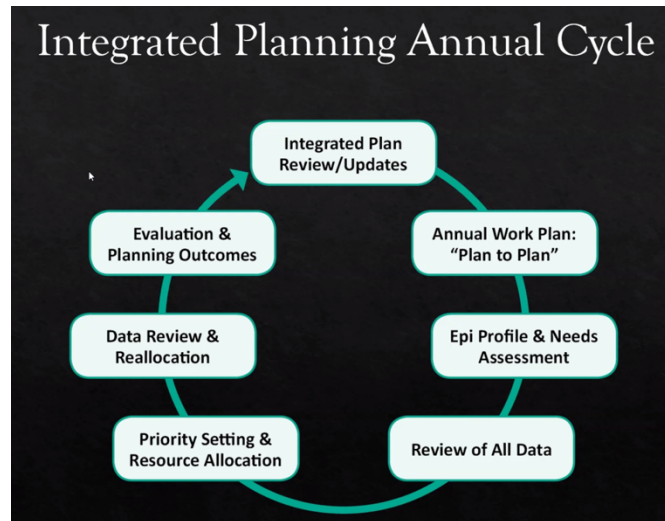 Integrated Planning Annual Cycle
Integrated Plan
Review/Updates
Annual Work Plan:
“Plan to Plan”
Epi Profile & Needs
Assessment
Review of All Data
Priority Setting &
Resource Allocation
Data Review &
Reallocation
Evaluation &
Planning Outcomes